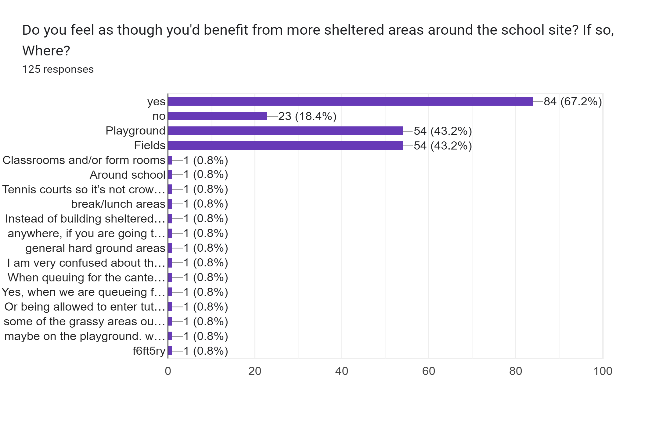 Do you feel as though you'd benefit from more sheltered areas around the school site? If so,
Where?
125 responses
yes 84 (67.2%)
no 23 (18.4%)
Playground 54 (43.2%)
Fields 54 (43.2%)
Classrooms and/or form rooms 1 (0.8%)
Around school 1 (0.8%)
Tennis courts so it's not crow... 1 (0.8%)
break/lunch areas 1 (0.8%)
Instead of building sheltered... 1 (0.8%)
anywhere, if you are going t... 1 (0.8%)
general hard ground areas 1 (0.8%)
I am very confused about th... 1 (0.8%)
When queuing for the cante... 1 (0.8%)
Yes, when we are queueing f... 1 (0.8%)
Or being allowed to enter tut... 1 (0.8%)
some of the grassy areas ou... 1 (0.8%)
maybe on the playground. w... 1 (0.8%)
f6ft5ry 1 (0.8%)
0 20 40 60 80 100